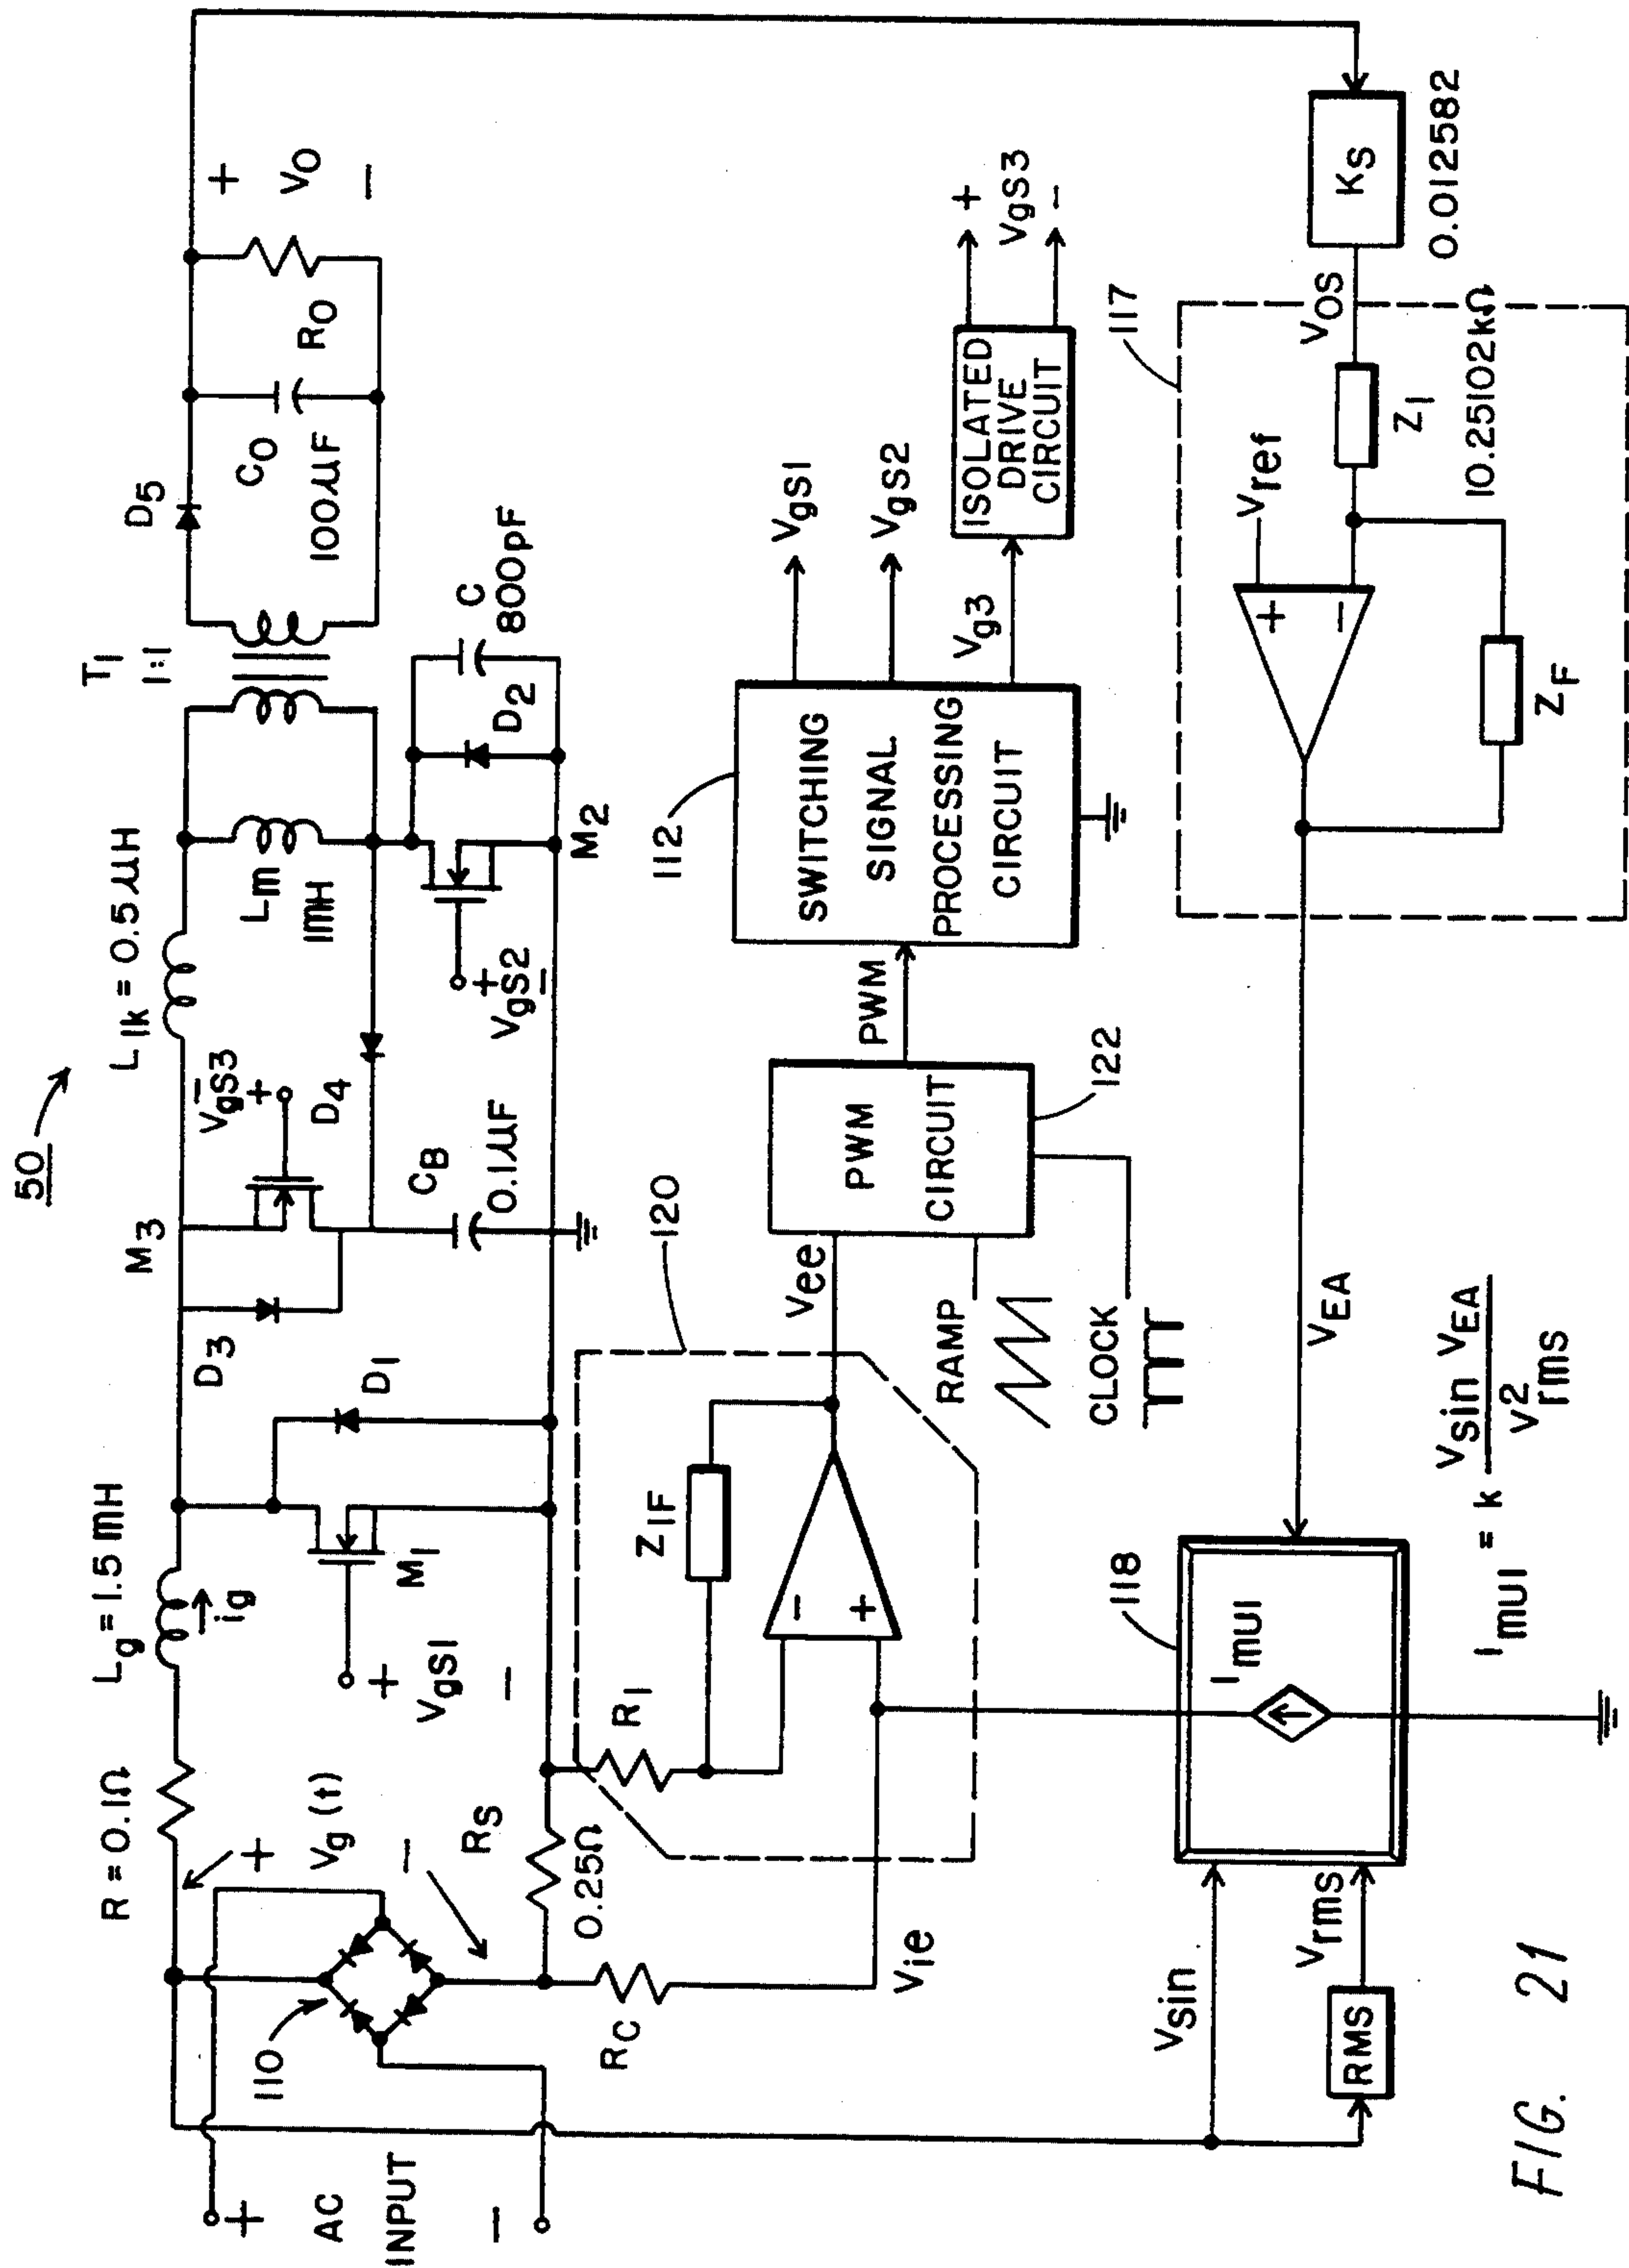 50
R = 0.1Ω
Lg = 1.5 mH
ig
M3
VgS3
- +
Llk = 0.5 μH
T1
1:1
D5
D3
D4
CB
0.1μF
Lm
1mH
C0
100μF
R0
+
V0
-
+
AC
INPUT
-
110
+
Vg (t)
-
RS
0.25Ω
RC
M1
D1
+
VgS1
-
+
VgS2
-
M2
D2
C
800pF
R1
Z1F
-
+
120
Vee
RAMP
CLOCK
PWM
CIRCUIT
122
PWM
112
SWITCHING
SIGNAL
PROCESSING
CIRCUIT
VgS1
VgS2
Vg3
ISOLATED
DRIVE
CIRCUIT
+
VgS3
-
Vie
Vsin
RMS
Vrms
118
Imul
Imul = k Vsin VEA / V²rms
VEA
117
Vref
+
-
ZF
Z1
10.25102kΩ
VOS
KS
0.012582
FIG. 21